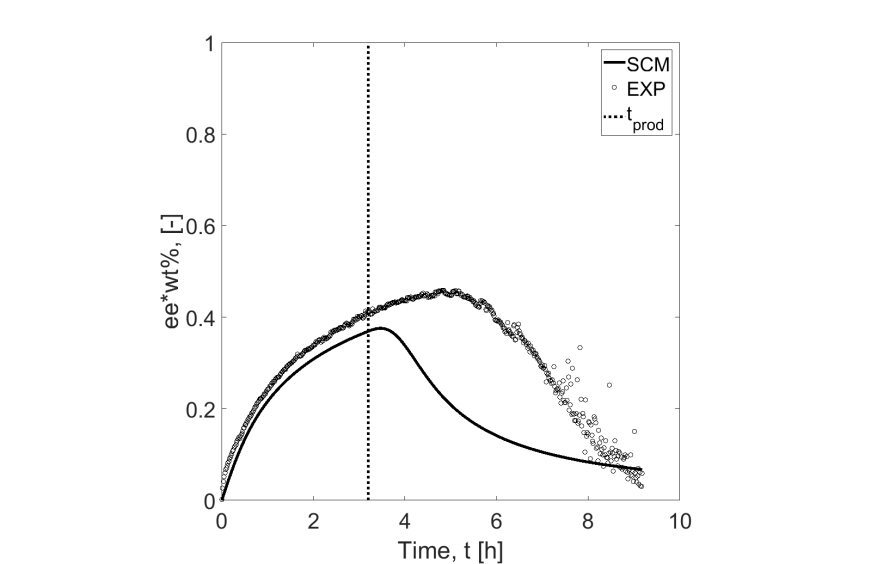 1
0.8
0.6
0.4
0.2
0
ee*wt%, [-]
0 2 4 6 8 10
Time, t [h]
SCM
EXP
t_prod